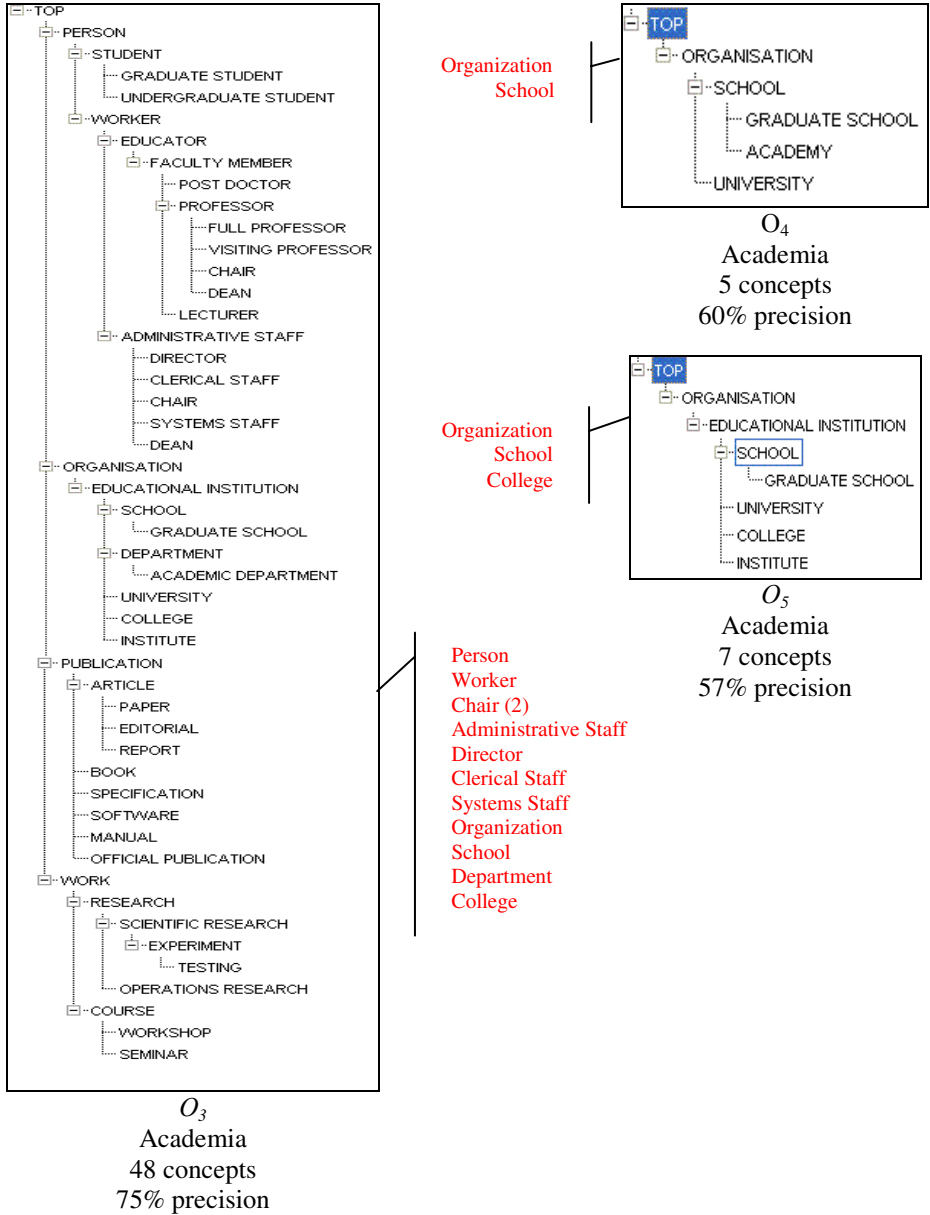 TOP
PERSON
STUDENT
GRADUATE STUDENT
UNDERGRADUATE STUDENT
WORKER
EDUCATOR
FACULTY MEMBER
POST DOCTOR
PROFESSOR
FULL PROFESSOR
VISITING PROFESSOR
CHAIR
DEAN
LECTURER
ADMINISTRATIVE STAFF
DIRECTOR
CLERICAL STAFF
CHAIR
SYSTEMS STAFF
DEAN
ORGANISATION
EDUCATIONAL INSTITUTION
SCHOOL
GRADUATE SCHOOL
DEPARTMENT
ACADEMIC DEPARTMENT
UNIVERSITY
COLLEGE
INSTITUTE
PUBLICATION
ARTICLE
PAPER
EDITORIAL
REPORT
BOOK
SPECIFICATION
SOFTWARE
MANUAL
OFFICIAL PUBLICATION
WORK
RESEARCH
SCIENTIFIC RESEARCH
EXPERIMENT
TESTING
OPERATIONS RESEARCH
COURSE
WORKSHOP
SEMINAR
O3
Academia
48 concepts
75% precision
Person
Worker
Chair (2)
Administrative Staff
Director
Clerical Staff
Systems Staff
Organization
School
Department
College
Organization
School
TOP
ORGANISATION
SCHOOL
GRADUATE SCHOOL
ACADEMY
UNIVERSITY
O4
Academia
5 concepts
60% precision
Organization
School
College
TOP
ORGANISATION
EDUCATIONAL INSTITUTION
SCHOOL
GRADUATE SCHOOL
UNIVERSITY
COLLEGE
INSTITUTE
O5
Academia
7 concepts
57% precision